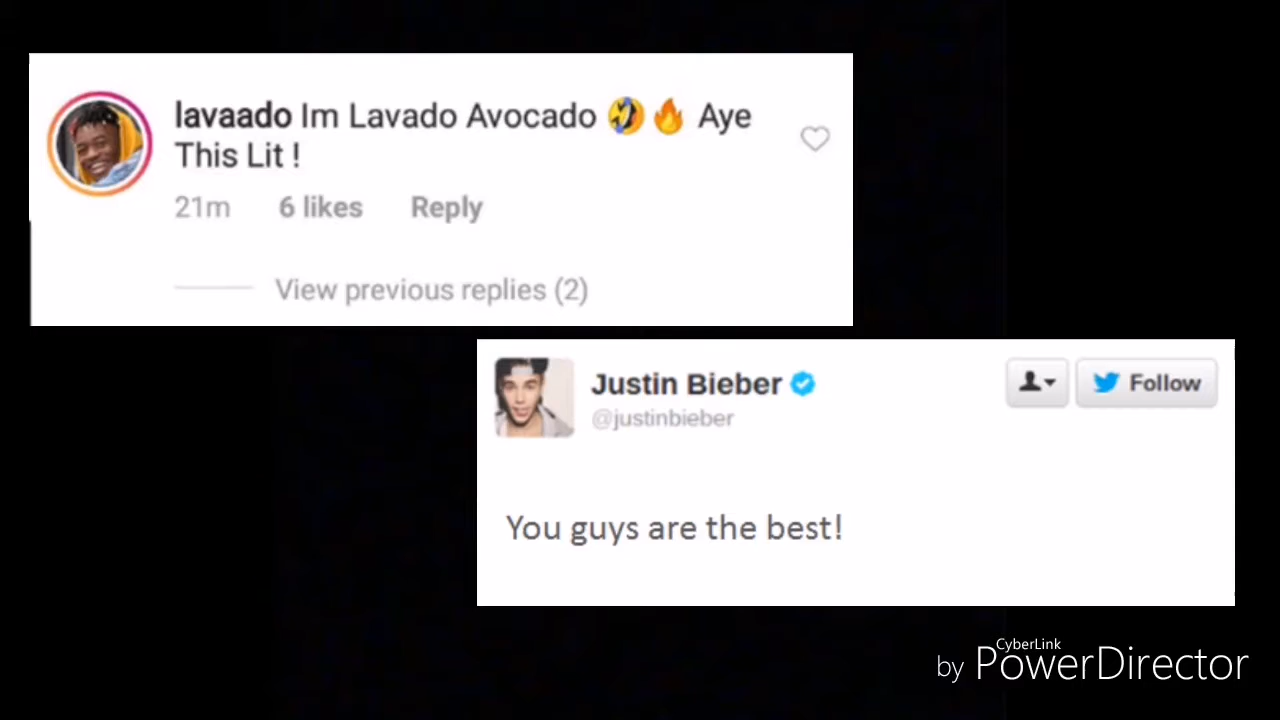 lavaado Im Lavado Avocado 🤣🔥 Aye
This Lit !
21m 6 likes Reply
View previous replies (2)
Justin Bieber
@justinbieber
Follow
You guys are the best!
CyberLink
by PowerDirector